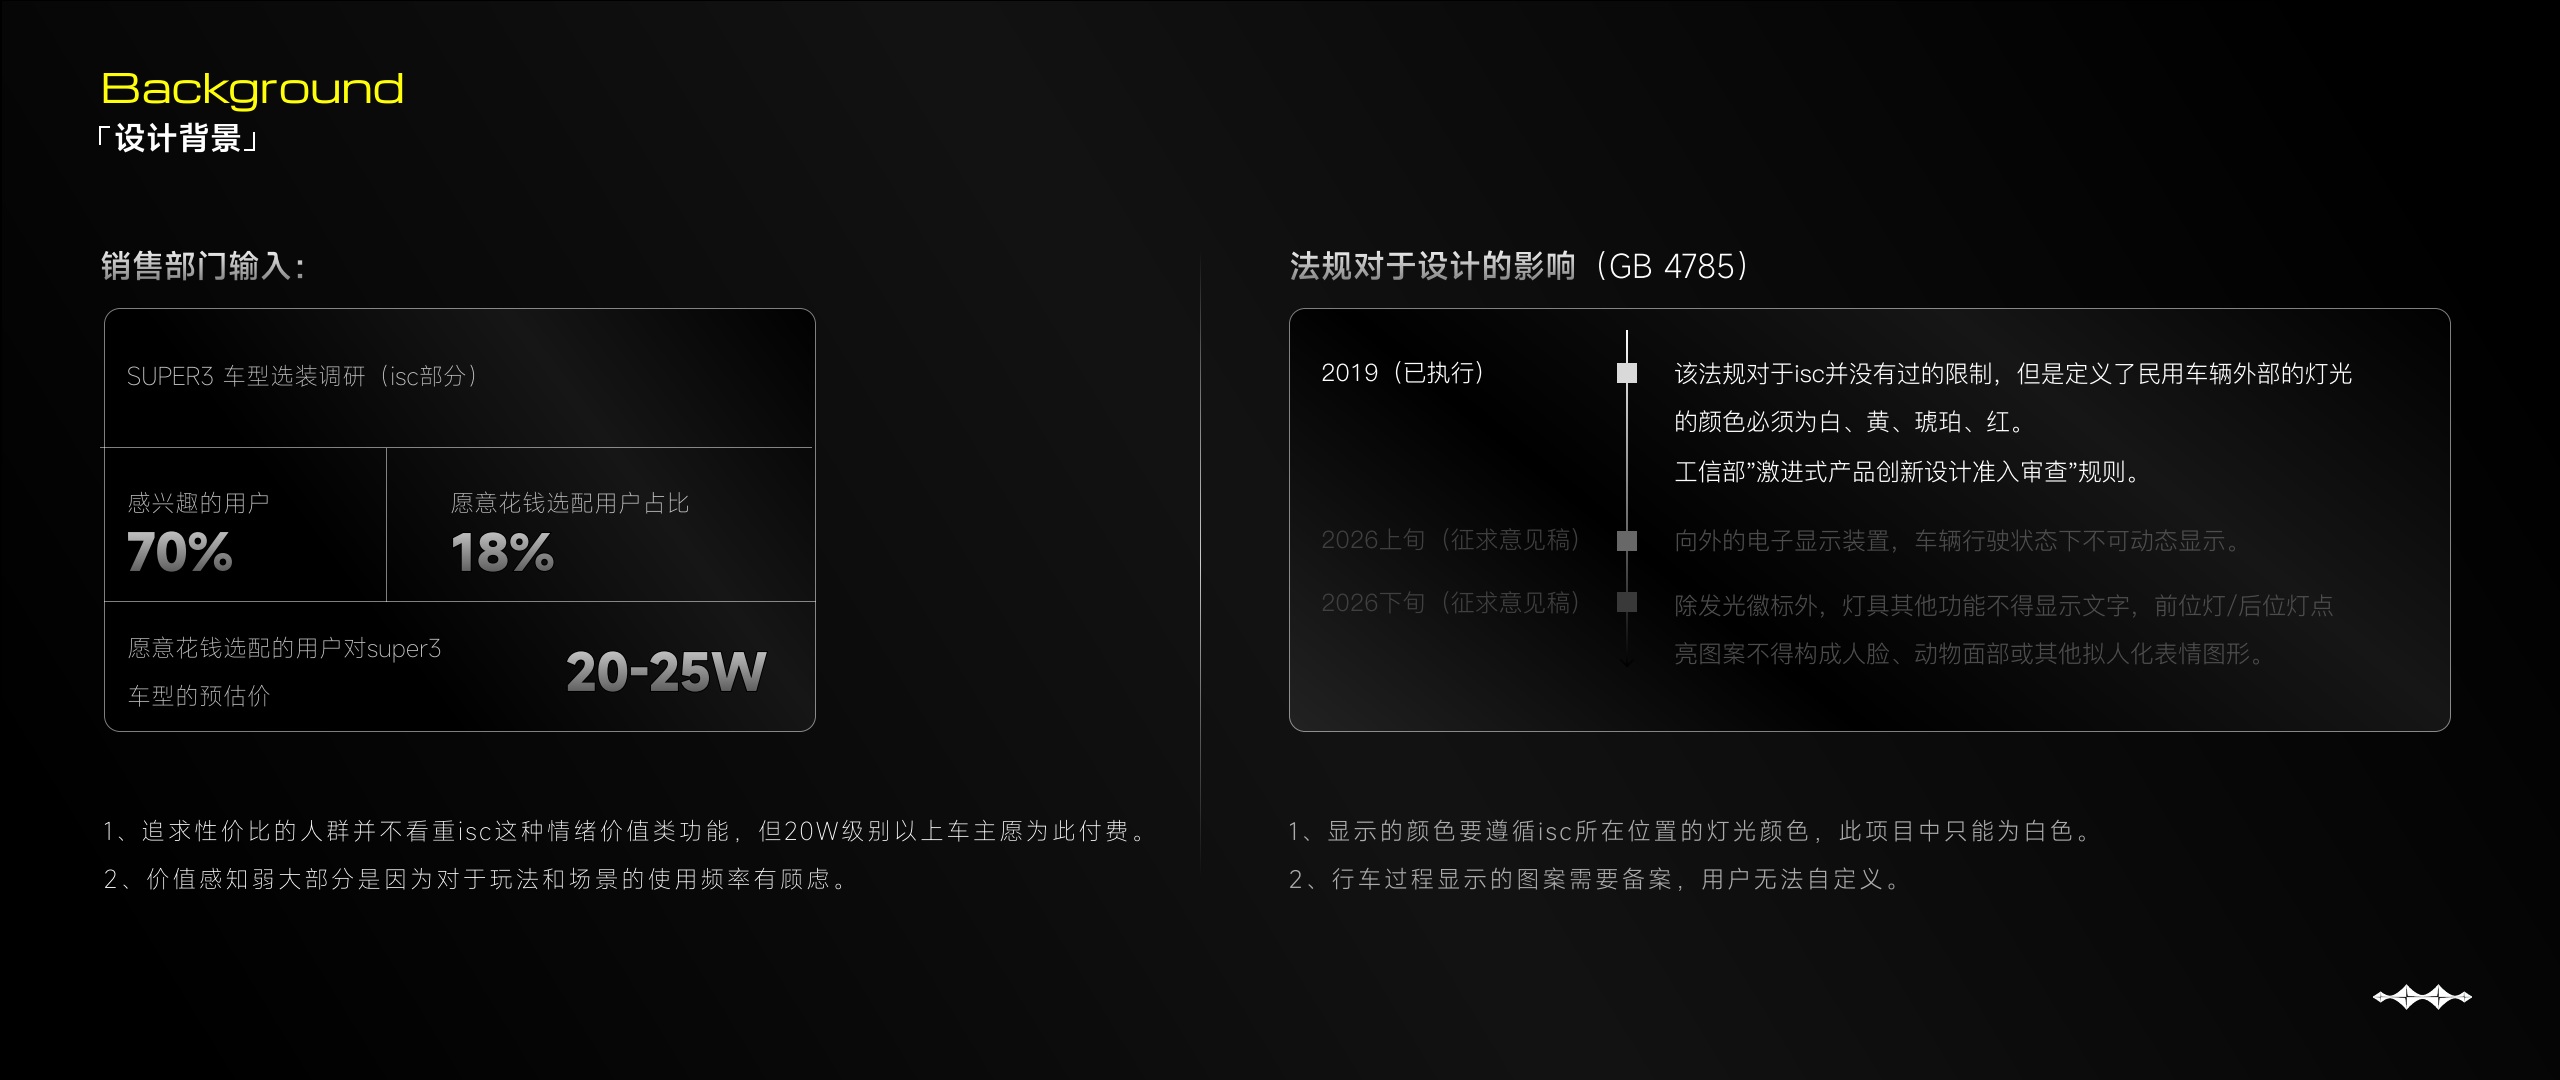 Background
「设计背景」
销售部门输入：
SUPER3 车型选装调研（isc部分）
感兴趣的用户
70%
愿意花钱选配用户占比
18%
愿意花钱选配的用户对super3
车型的预估价
20-25W
1、追求性价比的人群并不看重isc这种情绪价值类功能，但20W级别以上车主愿为此付费。
2、价值感知弱大部分是因为对于玩法和场景的使用频率有顾虑。
法规对于设计的影响（GB 4785）
2019（已执行）
该法规对于isc并没有过的限制，但是定义了民用车辆外部的灯光
的颜色必须为白、黄、琥珀、红。
工信部”激进式产品创新设计准入审查”规则。
2026上旬（征求意见稿）
向外的电子显示装置，车辆行驶状态下不可动态显示。
2026下旬（征求意见稿）
除发光徽标外，灯具其他功能不得显示文字，前位灯/后位灯点
亮图案不得构成人脸、动物面部或其他拟人化表情图形。
1、显示的颜色要遵循isc所在位置的灯光颜色，此项目中只能为白色。
2、行车过程显示的图案需要备案，用户无法自定义。